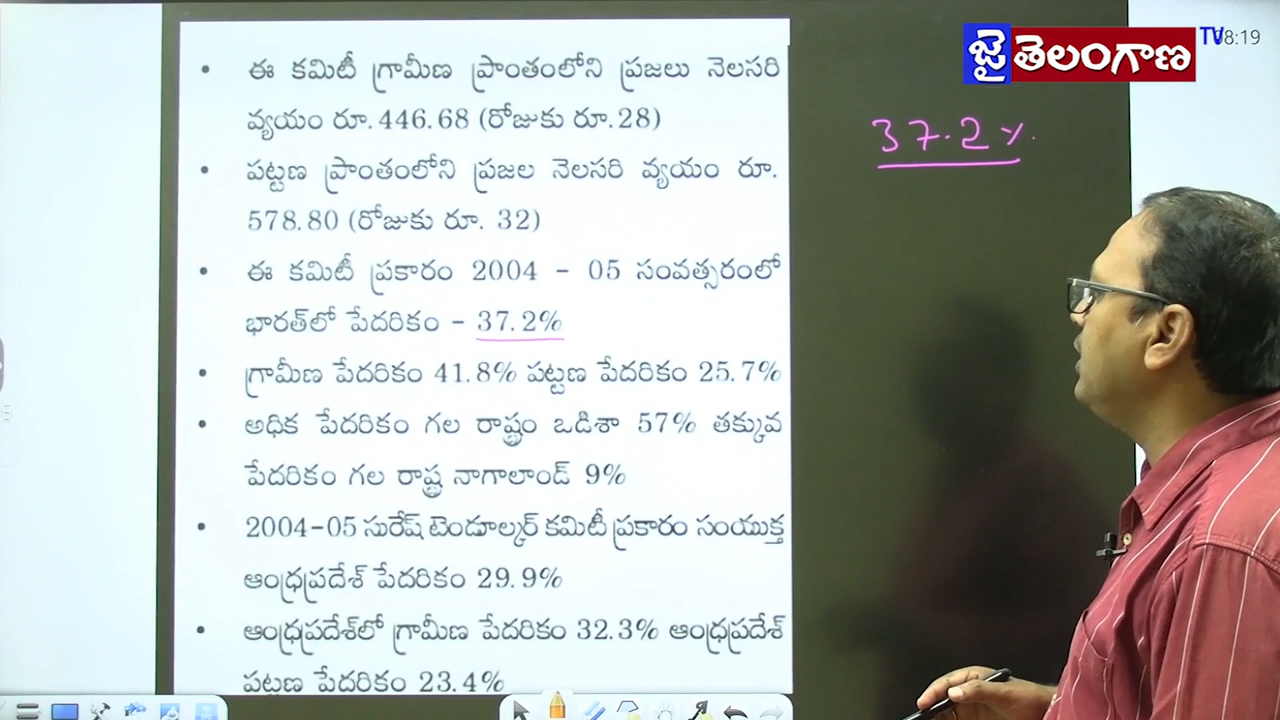 జై తెలంగాణ TV 08:19
• ఈ కమిటీ గ్రామీణ ప్రాంతంలోని ప్రజలు నెలసరి
వ్యయం రూ.446.68 (రోజుకు రూ.28)
• పట్టణ ప్రాంతంలోని ప్రజల నెలసరి వ్యయం రూ.
578.80 (రోజుకు రూ. 32)
• ఈ కమిటీ ప్రకారం 2004 - 05 సంవత్సరంలో
భారత్‌లో పేదరికం - 37.2%
• గ్రామీణ పేదరికం 41.8% పట్టణ పేదరికం 25.7%
• అధిక పేదరికం గల రాష్ట్రం ఒడిశా 57% తక్కువ
పేదరికం గల రాష్ట్ర నాగాలాండ్ 9%
• 2004-05 సురేష్ టెండూల్కర్ కమిటీ ప్రకారం సంయుక్త
ఆంధ్రప్రదేశ్ పేదరికం 29.9%
• ఆంధ్రప్రదేశ్‌లో గ్రామీణ పేదరికం 32.3% ఆంధ్రప్రదేశ్
పట్టణ పేదరికం 23.4%
37.2%